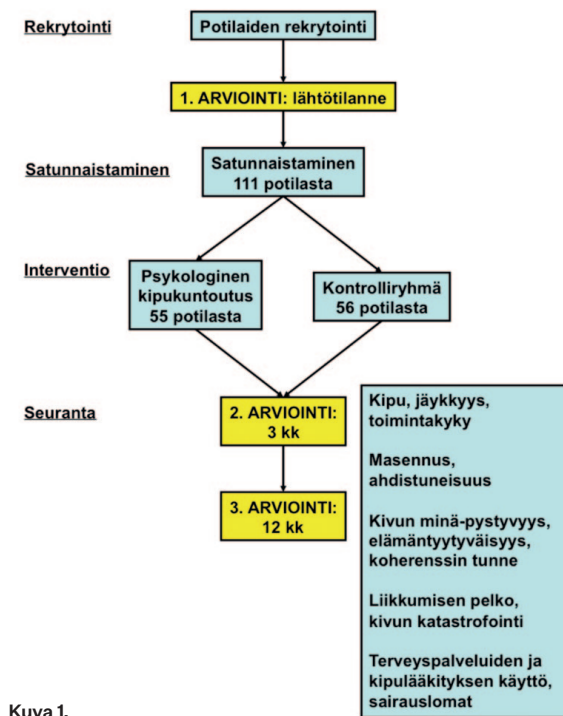 Rekrytointi
Potilaiden rekrytointi
1. ARVIOINTI: lähtötilanne
Satunnaistaminen
Satunnaistaminen
111 potilasta
Interventio
Psykologinen
kipukuntoutus
55 potilasta
Kontrolliryhmä
56 potilasta
Seuranta
2. ARVIOINTI:
3 kk
3. ARVIOINTI:
12 kk
Kipu, jäykkyys,
toimintakyky
Masennus,
ahdistuneisuus
Kivun minä-pystyvyys,
elämäntyytyväisyys,
koherenssin tunne
Liikkumisen pelko,
kivun katastrofointi
Terveyspalveluiden ja
kipulääkityksen käyttö,
sairauslomat
Kuva 1.